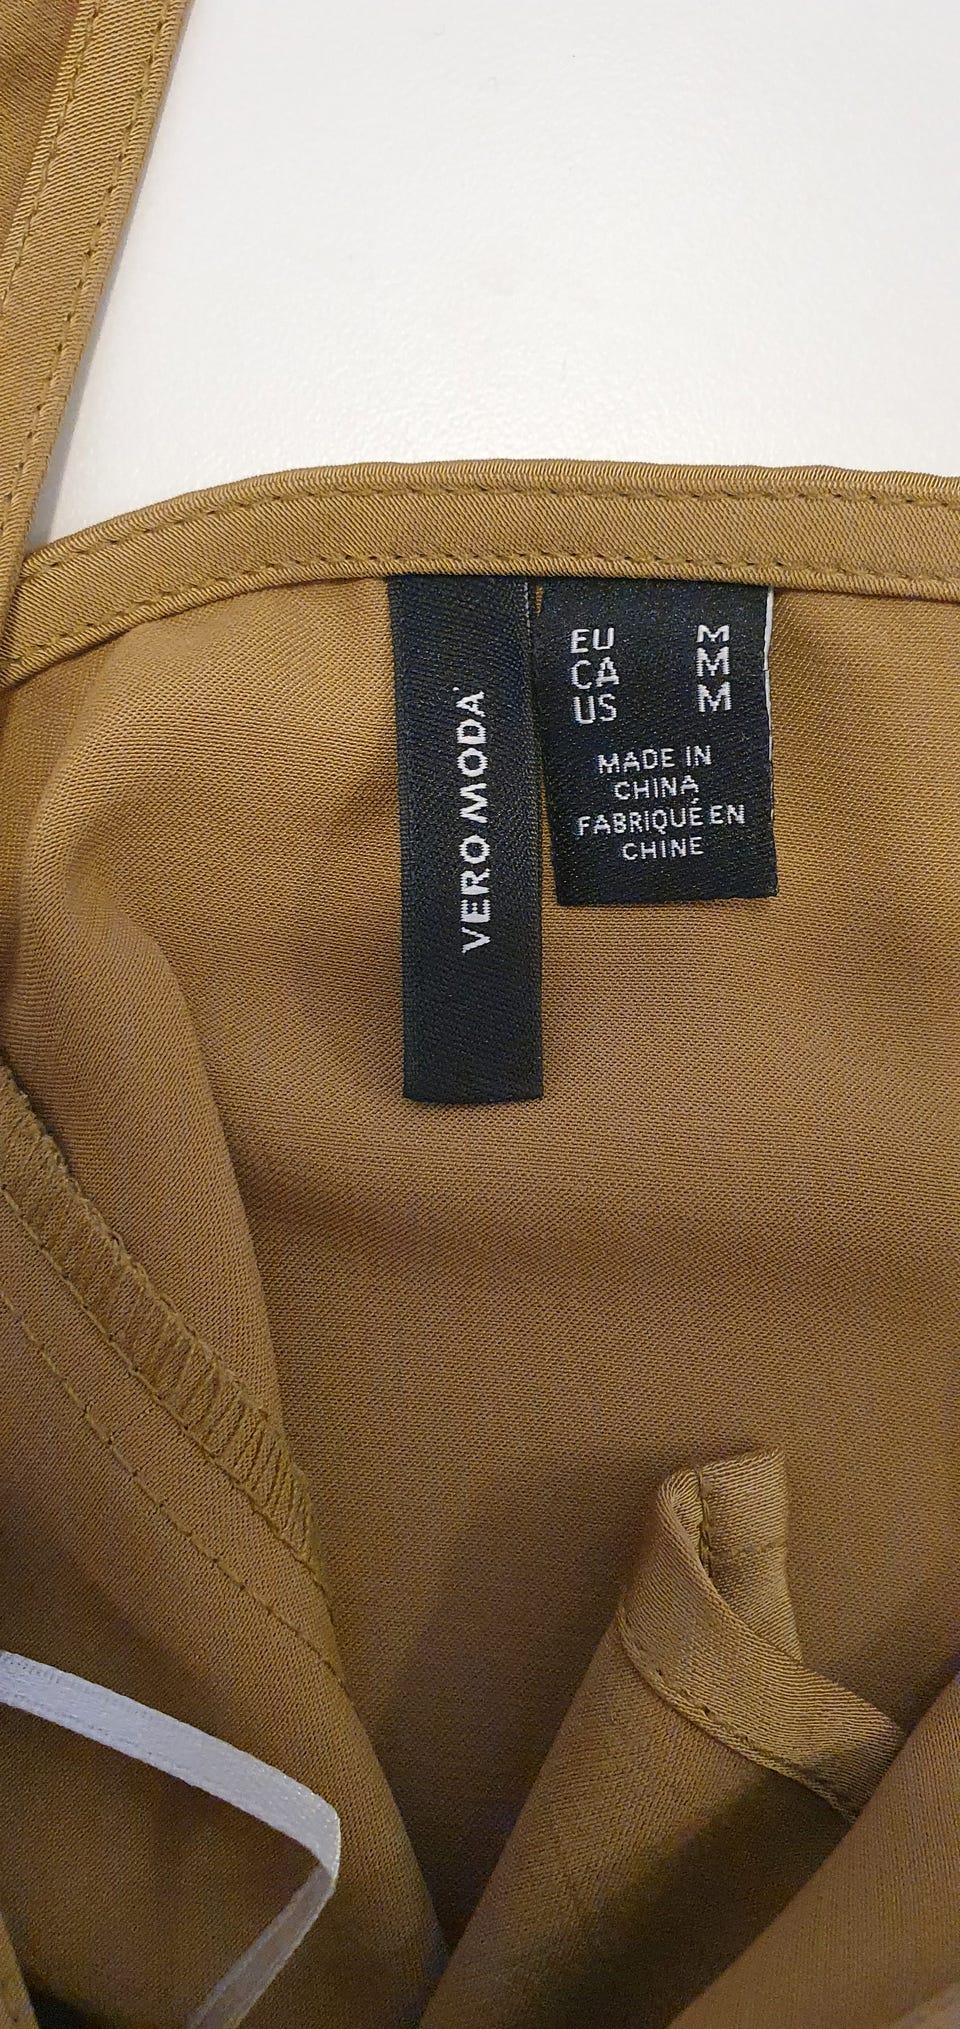 VERO MODA
EU M
CA M
US M
MADE IN
CHINA
FABRIQUÉ EN
CHINE